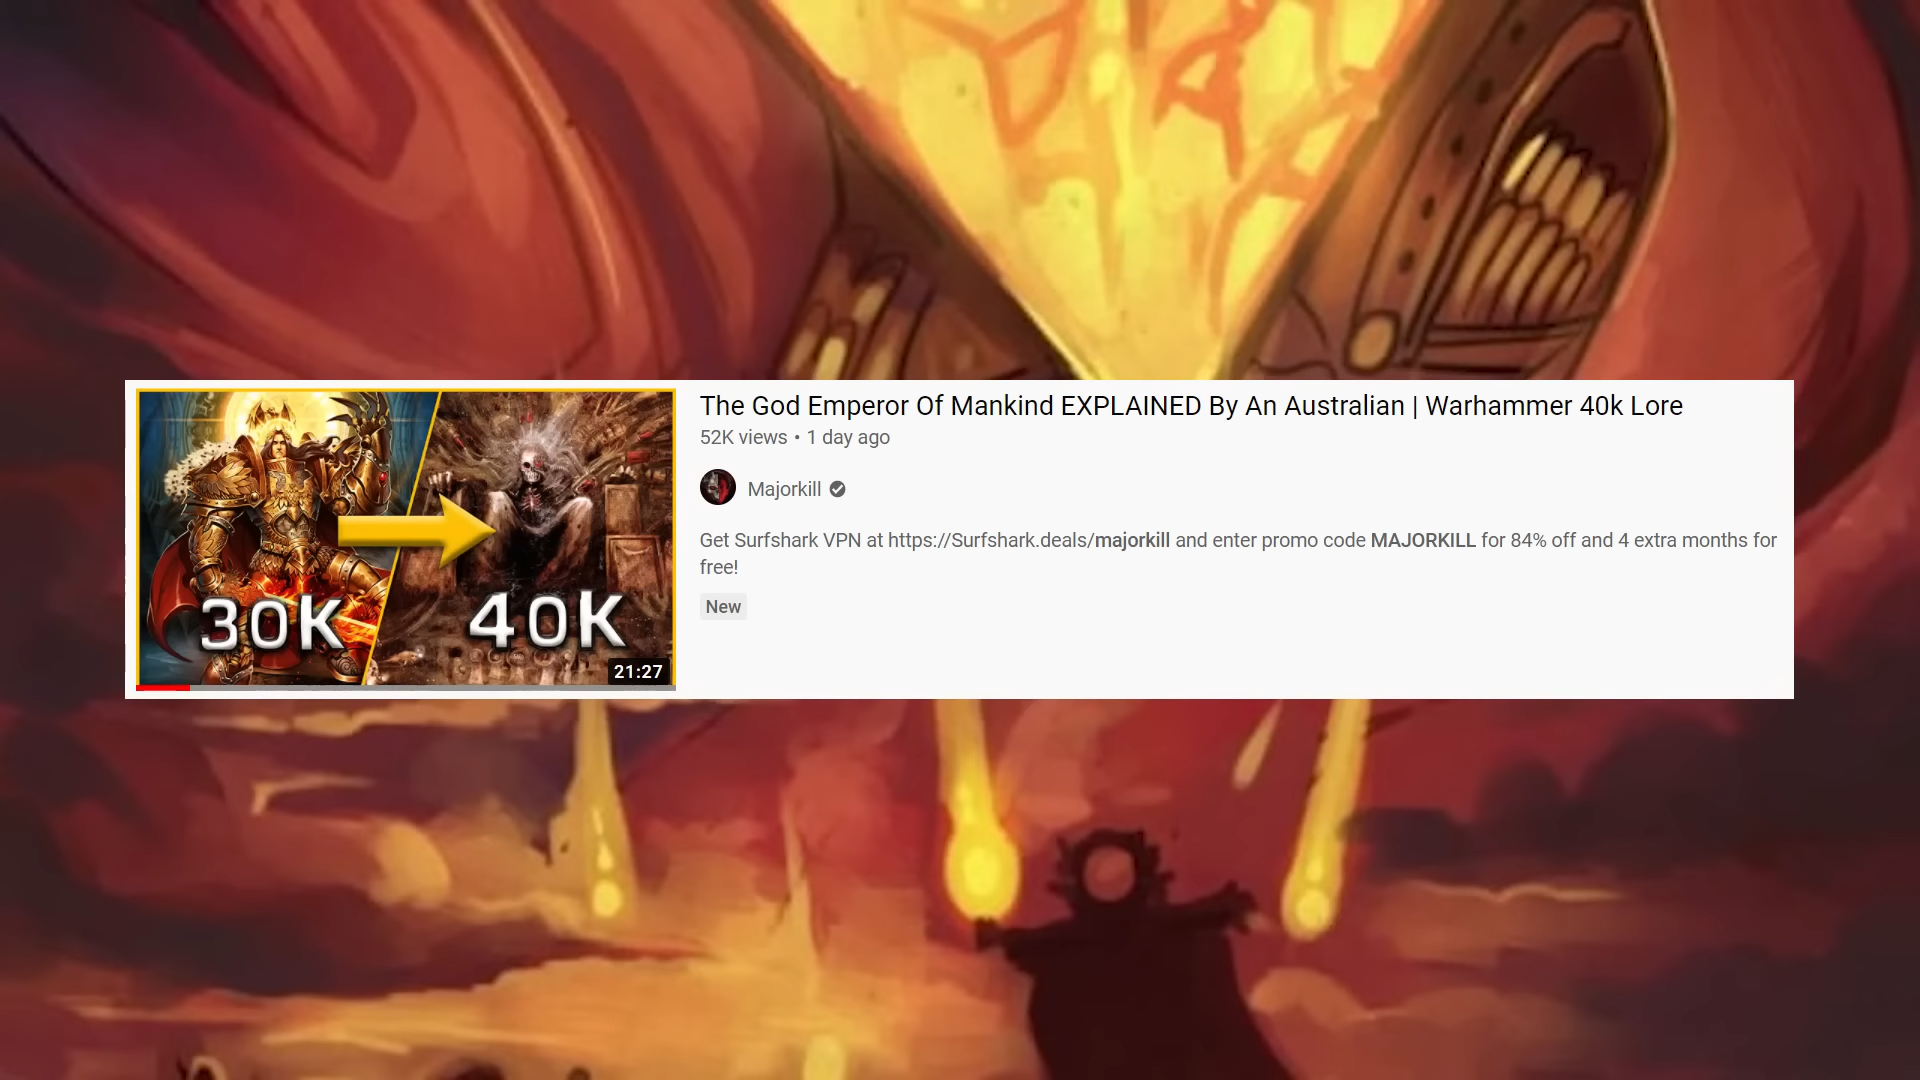 The God Emperor Of Mankind EXPLAINED By An Australian | Warhammer 40k Lore
52K views • 1 day ago
Majorkill
Get Surfshark VPN at https://Surfshark.deals/majorkill and enter promo code MAJORKILL for 84% off and 4 extra months for
free!
New
30K
40K
21:27